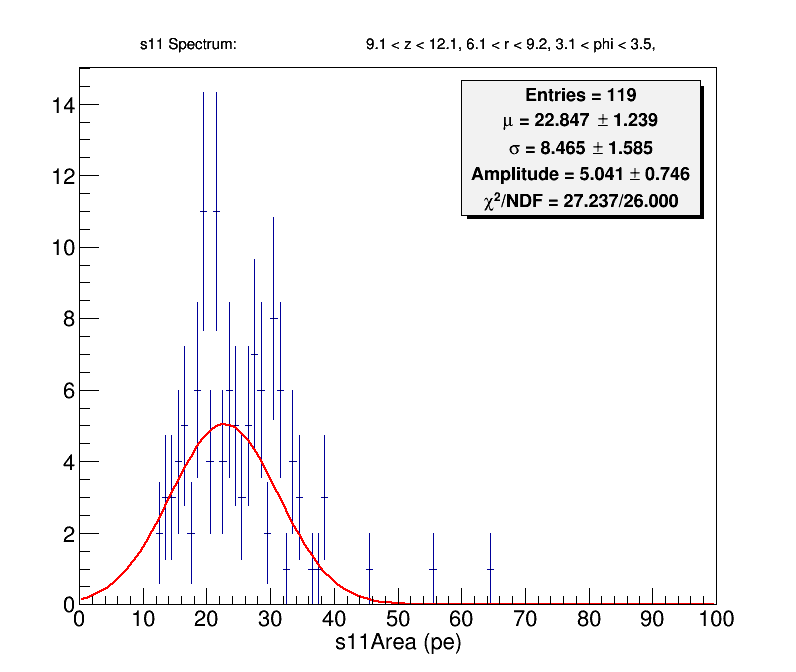 s11 Spectrum: 9.1 < z < 12.1, 6.1 < r < 9.2, 3.1 < phi < 3.5,
Entries = 119
μ = 22.847 ± 1.239
σ = 8.465 ± 1.585
Amplitude = 5.041 ± 0.746
χ²/NDF = 27.237/26.000
14
12
10
8
6
4
2
0
0 10 20 30 40 50 60 70 80 90 100
s11Area (pe)